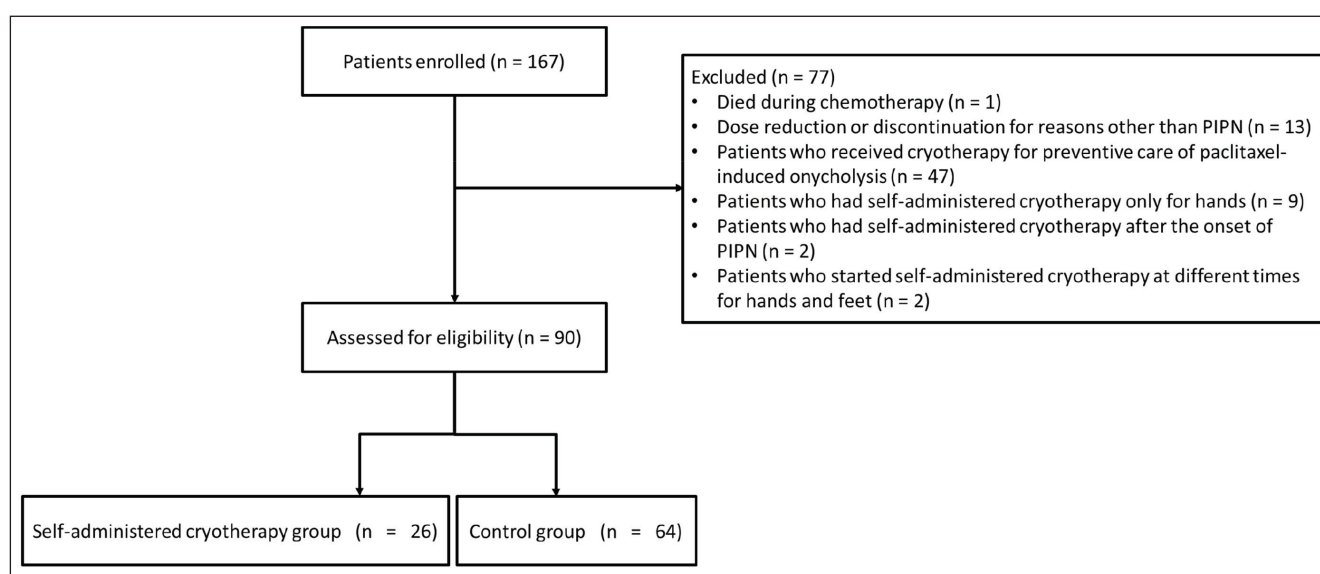 Patients enrolled (n = 167)
Excluded (n = 77)
• Died during chemotherapy (n = 1)
• Dose reduction or discontinuation for reasons other than PIPN (n = 13)
• Patients who received cryotherapy for preventive care of paclitaxel-
induced onycholysis (n = 47)
• Patients who had self-administered cryotherapy only for hands (n = 9)
• Patients who had self-administered cryotherapy after the onset of
PIPN (n = 2)
• Patients who started self-administered cryotherapy at different times
for hands and feet (n = 2)
Assessed for eligibility (n = 90)
Self-administered cryotherapy group (n = 26)
Control group (n = 64)